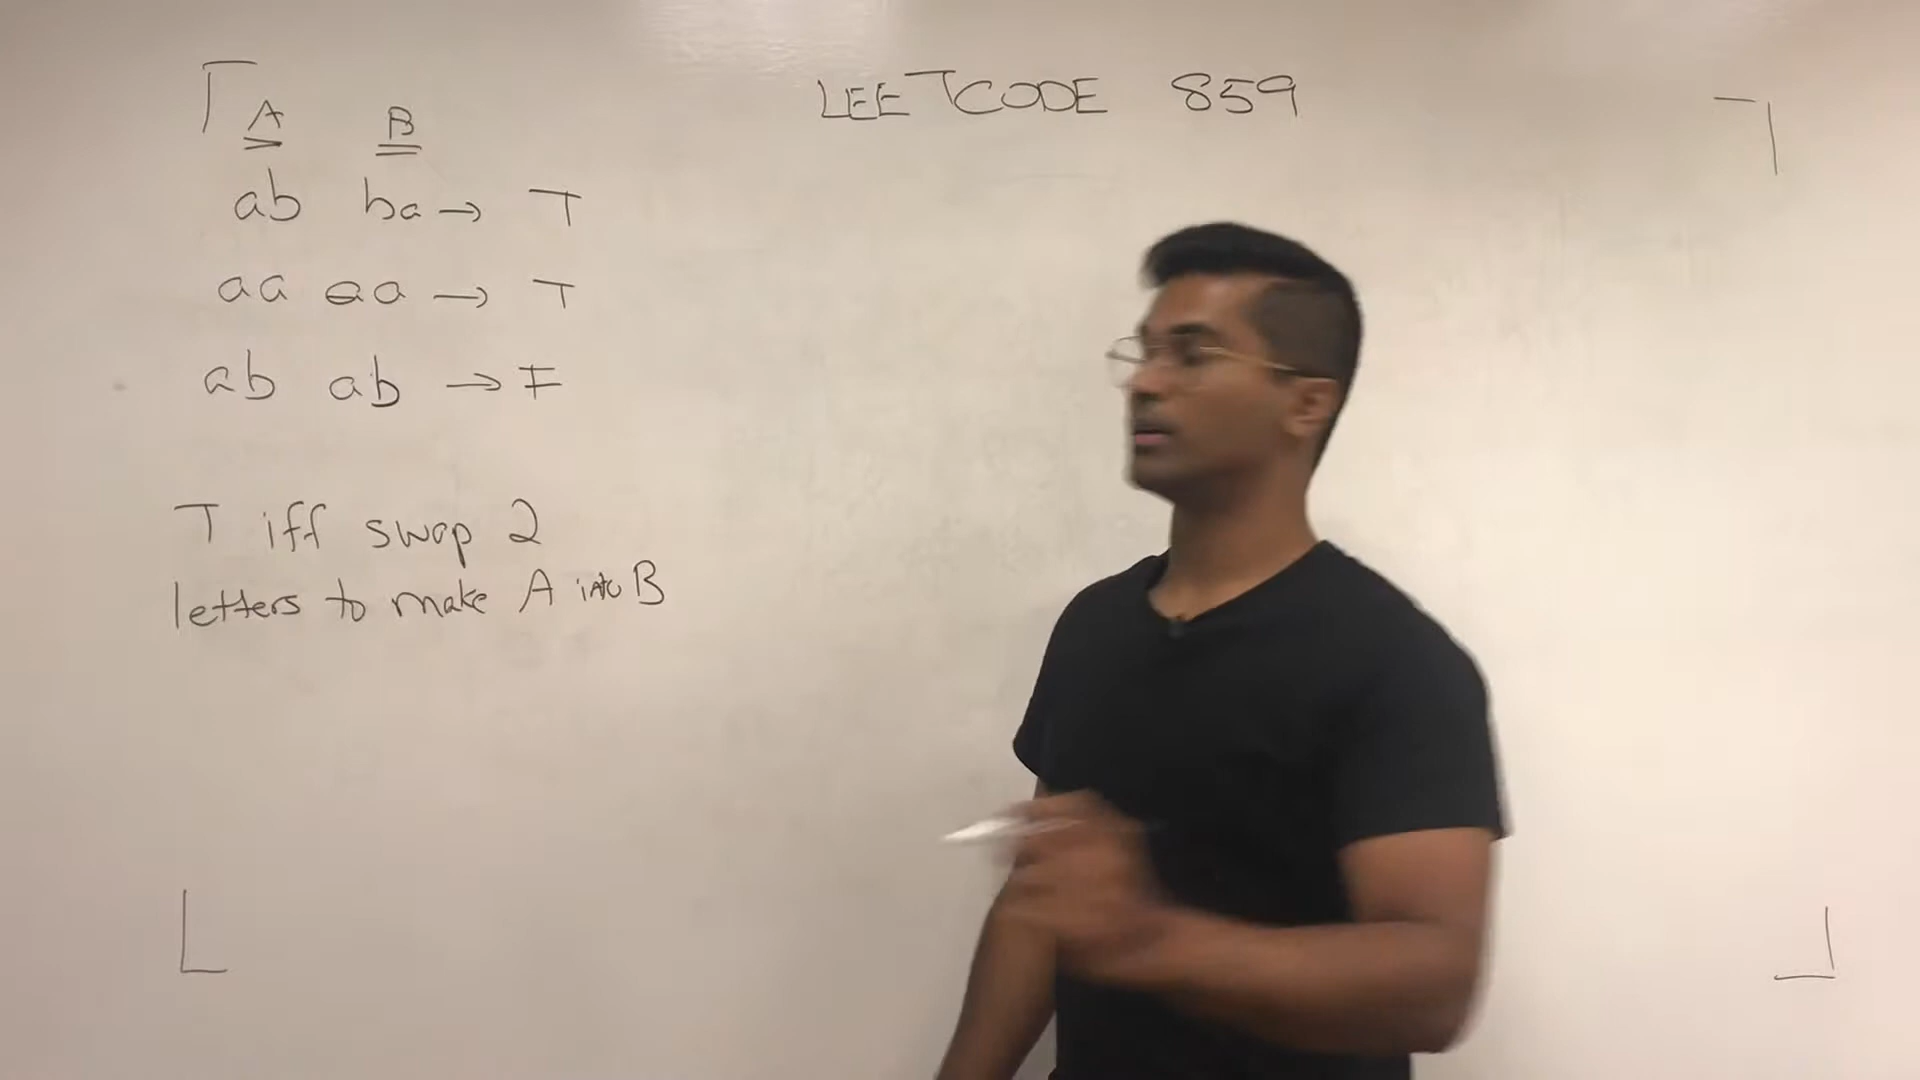 LEETCODE 859
A B
ab ba → T
aa aa → T
ab ab → F
T iff swap 2
letters to make A into B